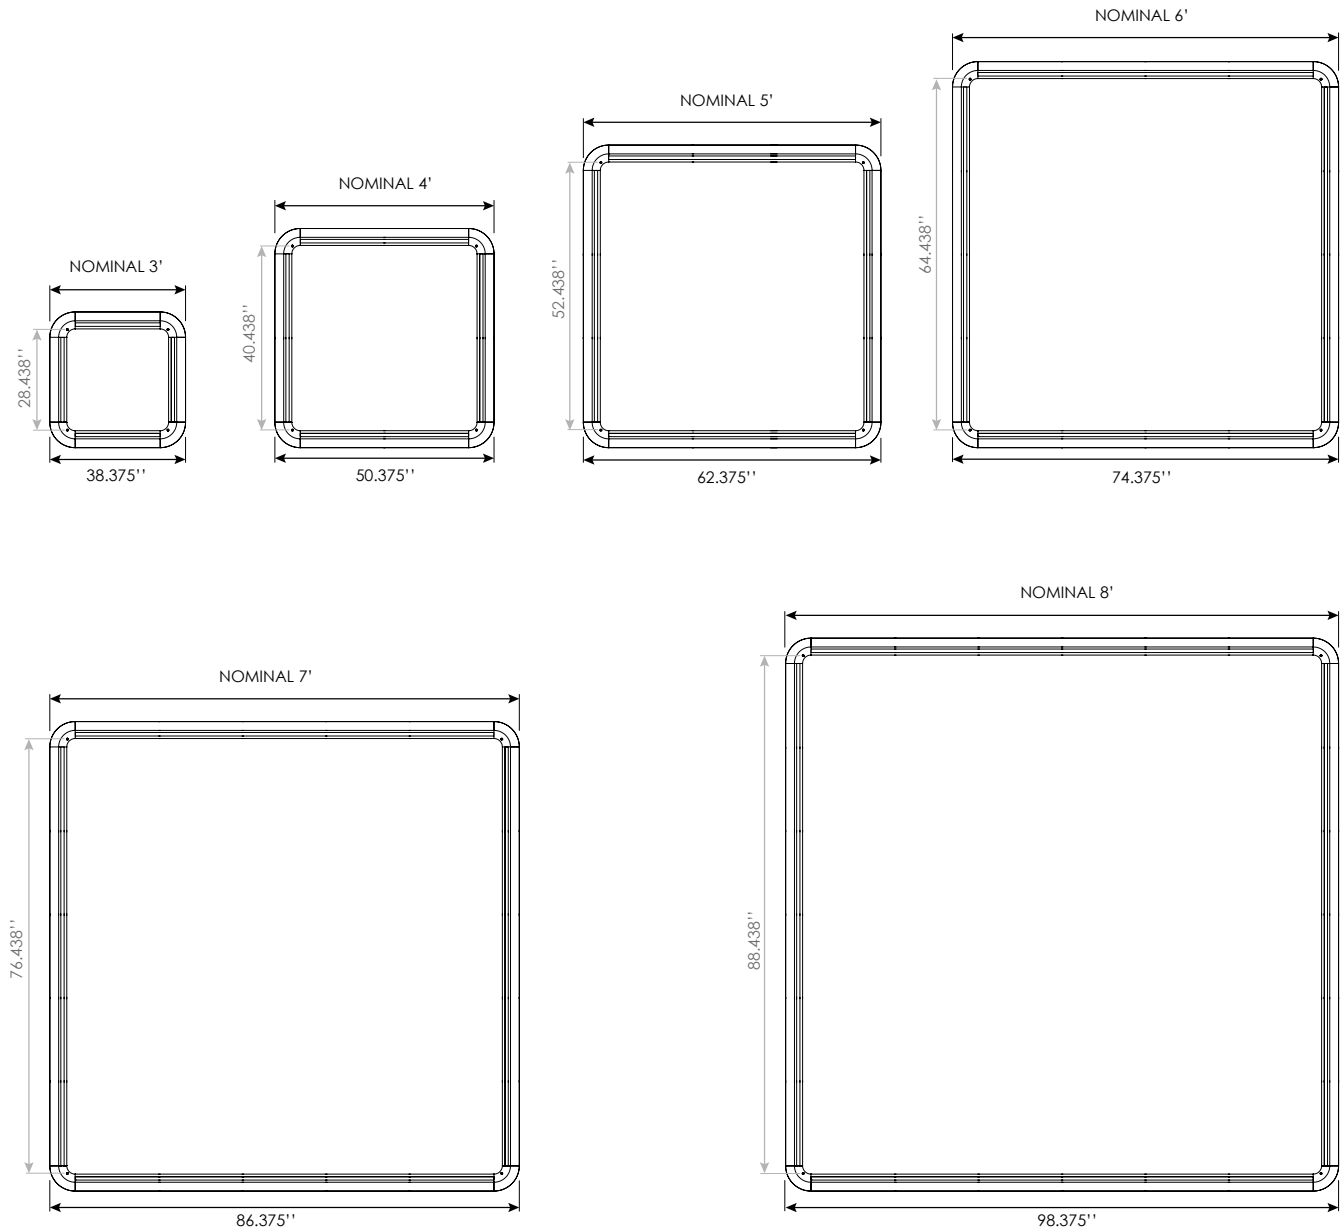 NOMINAL 3’
28.438’’
38.375’’
NOMINAL 4’
40.438’’
50.375’’
NOMINAL 5’
52.438’’
62.375’’
NOMINAL 6’
64.438’’
74.375’’
NOMINAL 7’
76.438’’
86.375’’
NOMINAL 8’
88.438’’
98.375’’